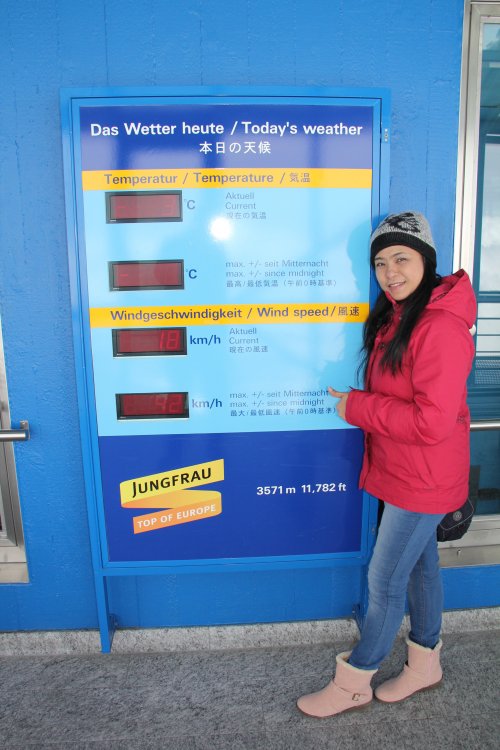 Das Wetter heute / Today's weather
本日の天候
Temperatur / Temperature / 気温
°C
Aktuell
Current
現在の気温
°C
max. +/- seit Mitternacht
max. +/- since midnight
最高/最低気温（午前0時基準）
Windgeschwindigkeit / Wind speed / 風速
18 km/h
Aktuell
Current
現在の風速
km/h
max. +/- seit Mitternacht
max. +/- since midnight
最大/最低風速（午前0時基準）
JUNGFRAU
TOP OF EUROPE
3571 m 11,782 ft